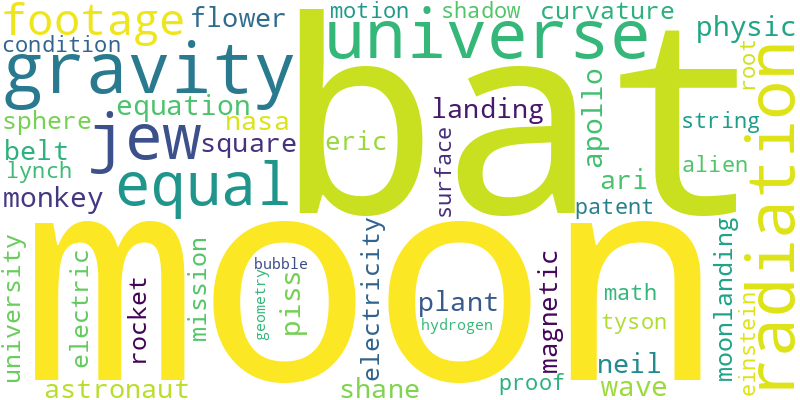 footage
flower
motion
shadow
curvature
physic
condition
gravity
universe
bat
root
radiation
equation
sphere
nasa
jew
square
eric
landing
apollo
string
belt
lynch
equal
surface
ari
alien
monkey
patent
moon
university
electric
rocket
mission
bubble
geometry
piss
electricity
plant
hydrogen
magnetic
math
tyson
moonlanding
einstein
neil
astronaut
shane
proof
wave